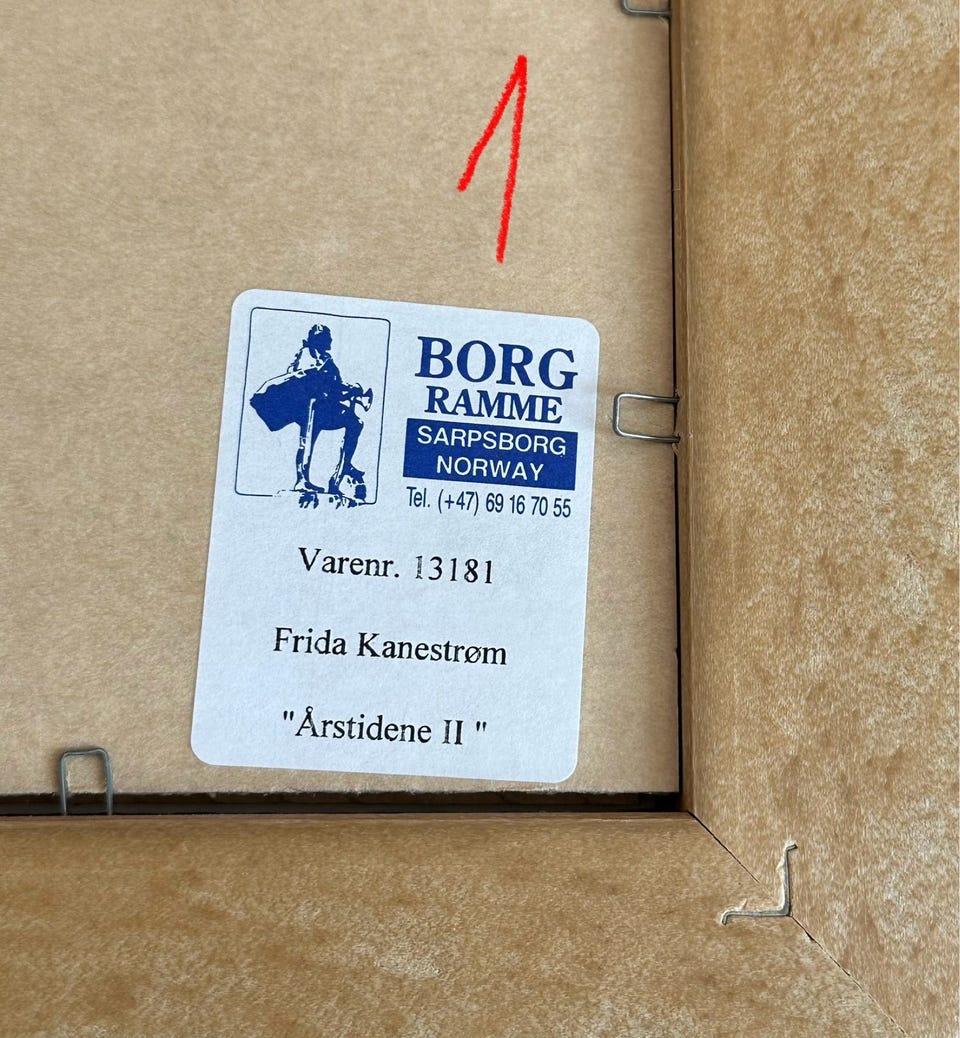 1
BORG
RAMME
SARPSBORG
NORWAY
Tel. (+47) 69 16 70 55
Varenr. 13181
Frida Kanestrøm
"Årstidene II "